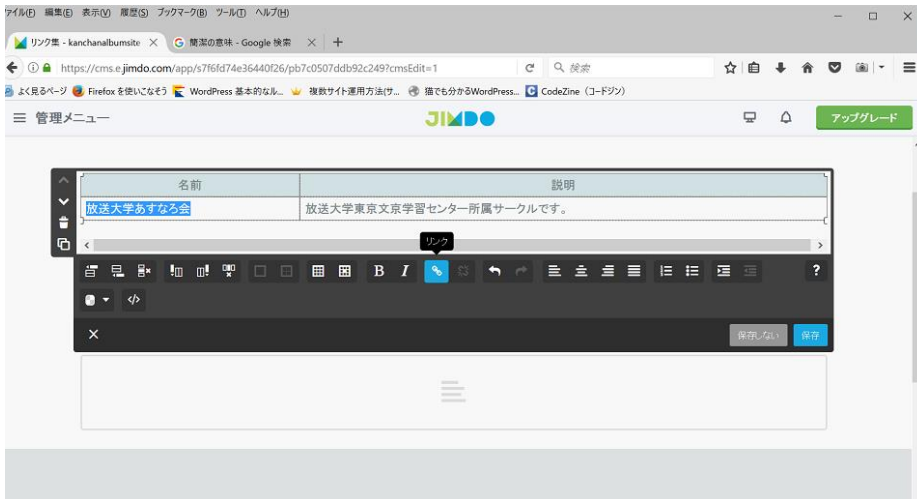 ァイル(F) 編集(E) 表示(V) 履歴(S) ブックマーク(B) ツール(T) ヘルプ(H)
リンク集 - kanchanalbumsite
簡潔の意味 - Google 検索
https://cms.e.jimdo.com/app/s7f6fd74e36440f26/pb7c0507ddb92c249?cmsEdit=1
検索
よく見るページ Firefox を使いこなそう WordPress 基本的なル... 複数サイト運用方法(サ... 猫でも分かるWordPress... CodeZine（コードジン）
管理メニュー JIMDO アップグレード
名前 説明
放送大学あすなろ会 放送大学東京文京学習センター所属サークルです。
リンク
B I ?
保存しない 保存